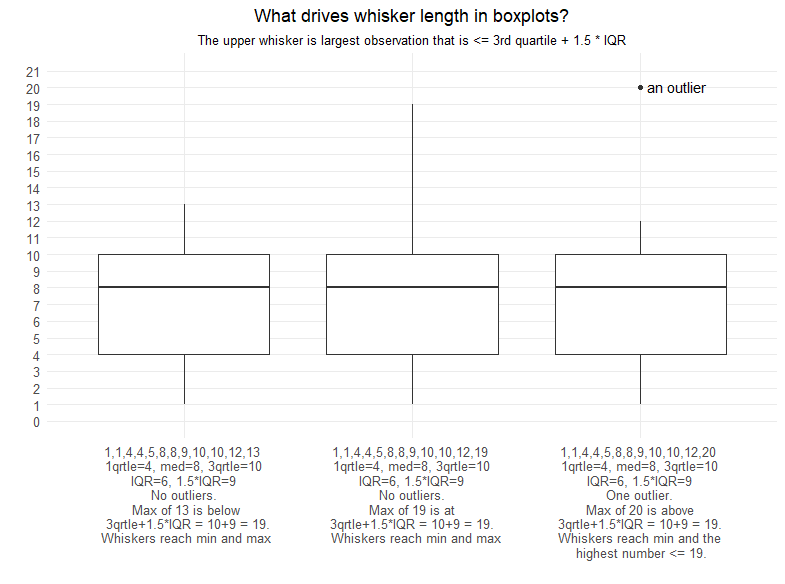 What drives whisker length in boxplots?
The upper whisker is largest observation that is <= 3rd quartile + 1.5 * IQR
21
20
19
18
17
16
15
14
13
12
11
10
9
8
7
6
5
4
3
2
1
0
an outlier
1,1,4,4,5,8,8,9,10,10,12,13
1qrtle=4, med=8, 3qrtle=10
IQR=6, 1.5*IQR=9
No outliers.
Max of 13 is below
3qrtle+1.5*IQR = 10+9 = 19.
Whiskers reach min and max
1,1,4,4,5,8,8,9,10,10,12,19
1qrtle=4, med=8, 3qrtle=10
IQR=6, 1.5*IQR=9
No outliers.
Max of 19 is at
3qrtle+1.5*IQR = 10+9 = 19.
Whiskers reach min and max
1,1,4,4,5,8,8,9,10,10,12,20
1qrtle=4, med=8, 3qrtle=10
IQR=6, 1.5*IQR=9
One outlier.
Max of 20 is above
3qrtle+1.5*IQR = 10+9 = 19.
Whiskers reach min and the
highest number <= 19.